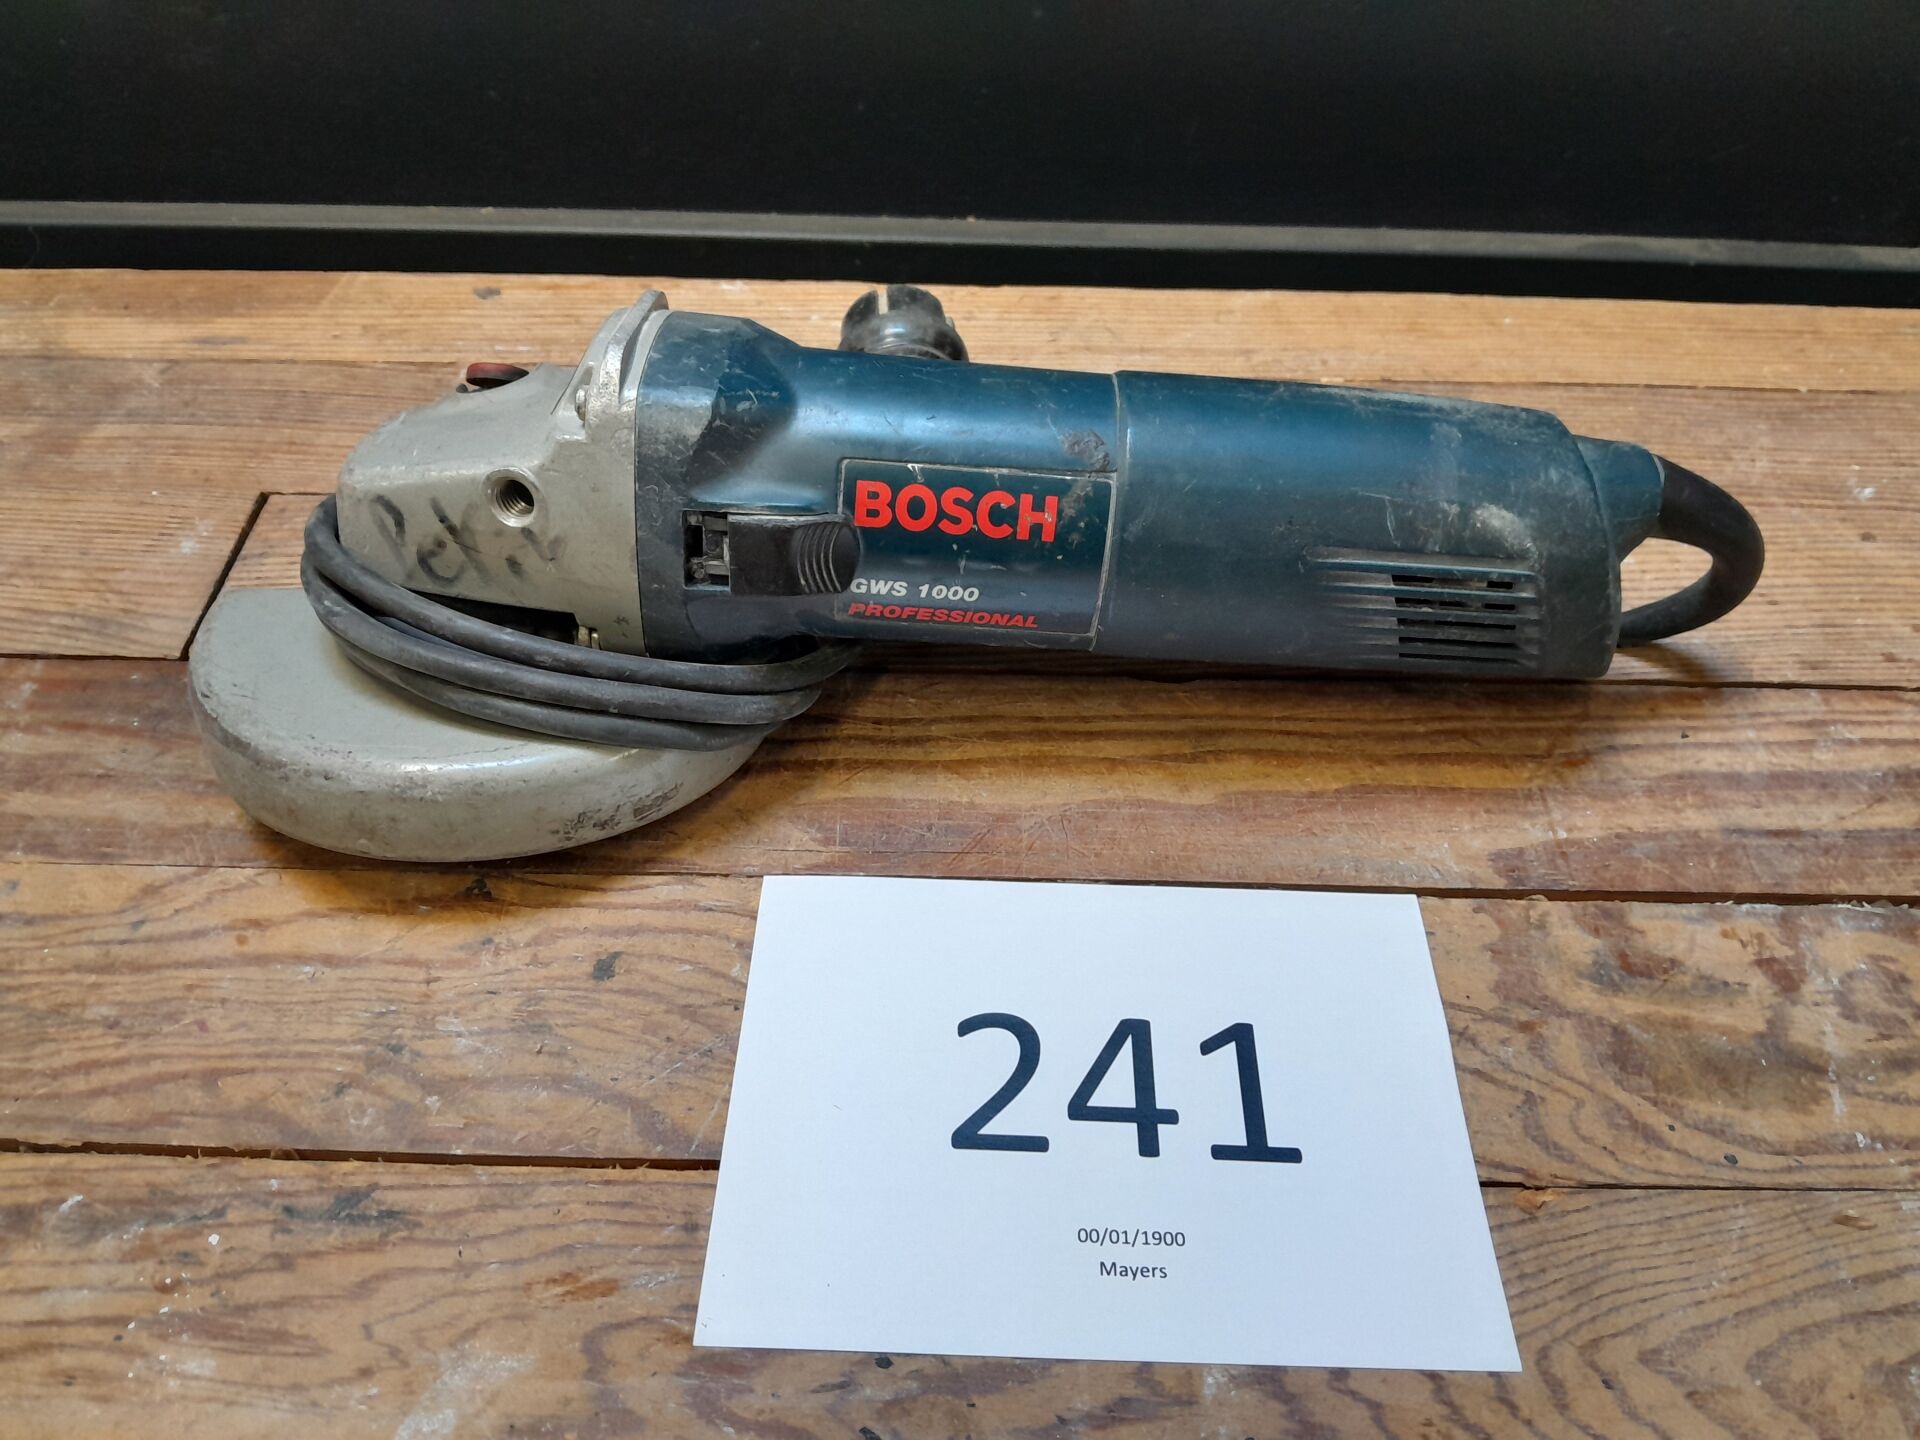 BOSCH
GWS 1000
PROFESSIONAL
241
00/01/1900
Mayers